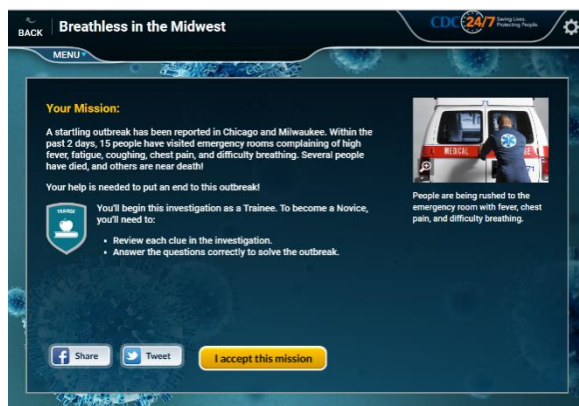 BACK
Breathless in the Midwest
CDC 24/7 Saving Lives.
Protecting People.
MENU
Your Mission:
A startling outbreak has been reported in Chicago and Milwaukee. Within the
past 2 days, 15 people have visited emergency rooms complaining of high
fever, fatigue, coughing, chest pain, and difficulty breathing. Several people
have died, and others are near death!
Your help is needed to put an end to this outbreak!
TRAINEE
You'll begin this investigation as a Trainee. To become a Novice,
you'll need to:
• Review each clue in the investigation.
• Answer the questions correctly to solve the outbreak.
MEDICAL
People are being rushed to the
emergency room with fever, chest
pain, and difficulty breathing.
Share
Tweet
I accept this mission